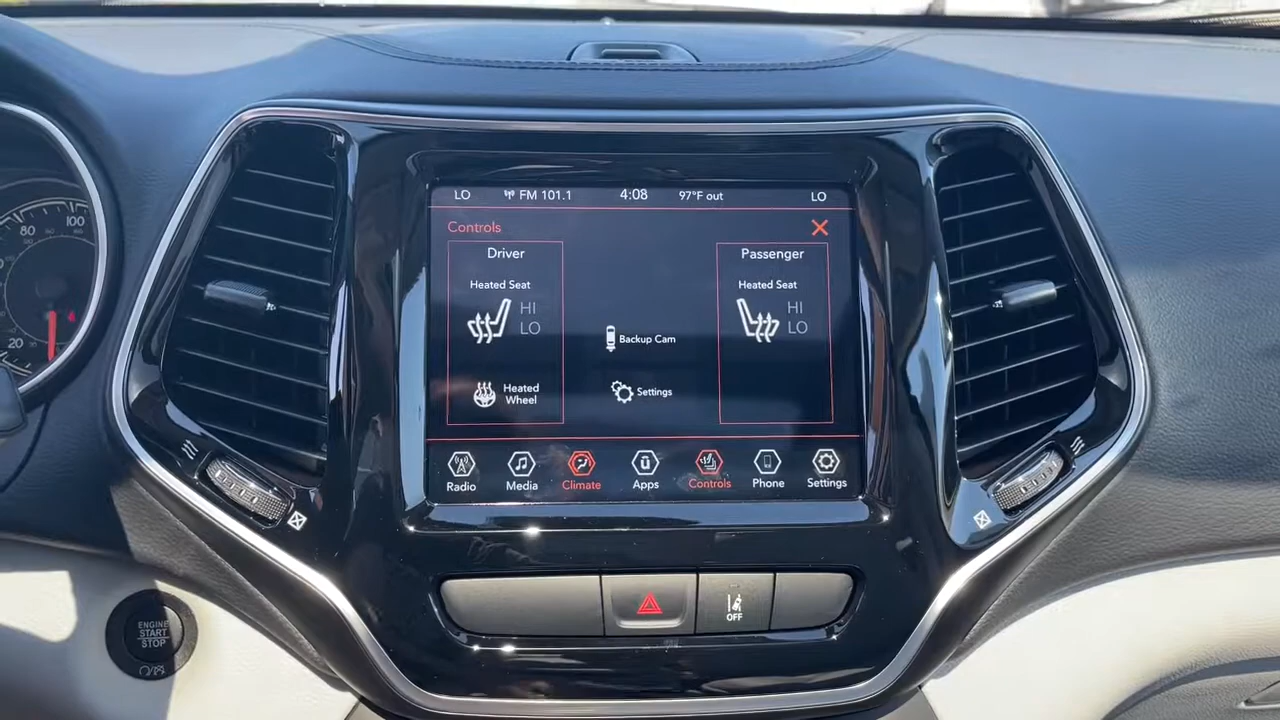 LO FM 101.1 4:08 97°F out LO
Controls
Driver
Passenger
Heated Seat
Heated Seat
HI
LO
HI
LO
Backup Cam
Heated
Wheel
Settings
Radio
Media
Climate
Apps
Controls
Phone
Settings
100
80
20
ENGINE
START
STOP
OFF